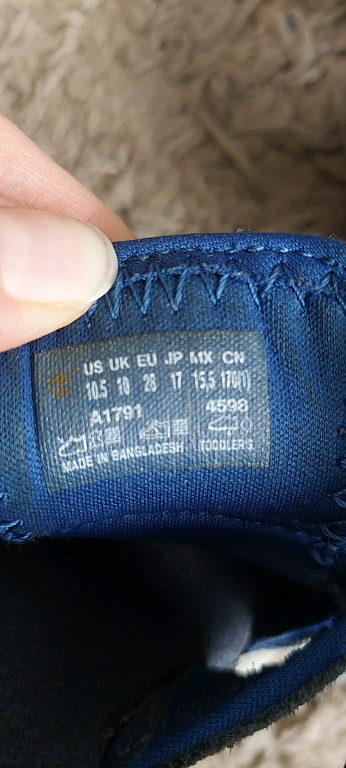 US UK EU JP MX CN
10.5 10 28 17 15.5 170(1)
A1791 4598
MADE IN BANGLADESH TODDLER'S